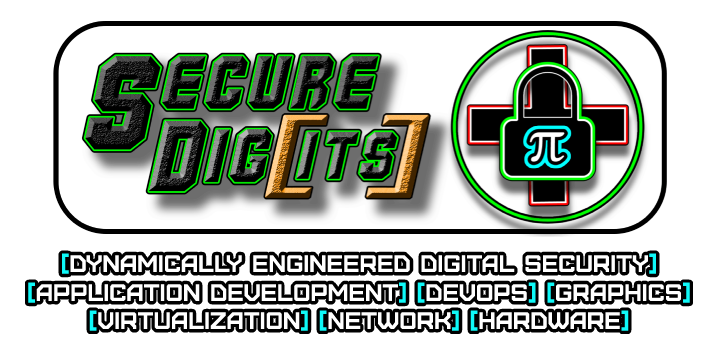 SECURE
DIG[ITS]
π
[DYNAMICALLY ENGINEERED DIGITAL SECURITY]
[APPLICATION DEVELOPMENT] [DEVOPS] [GRAPHICS]
[VIRTUALIZATION] [NETWORK] [HARDWARE]